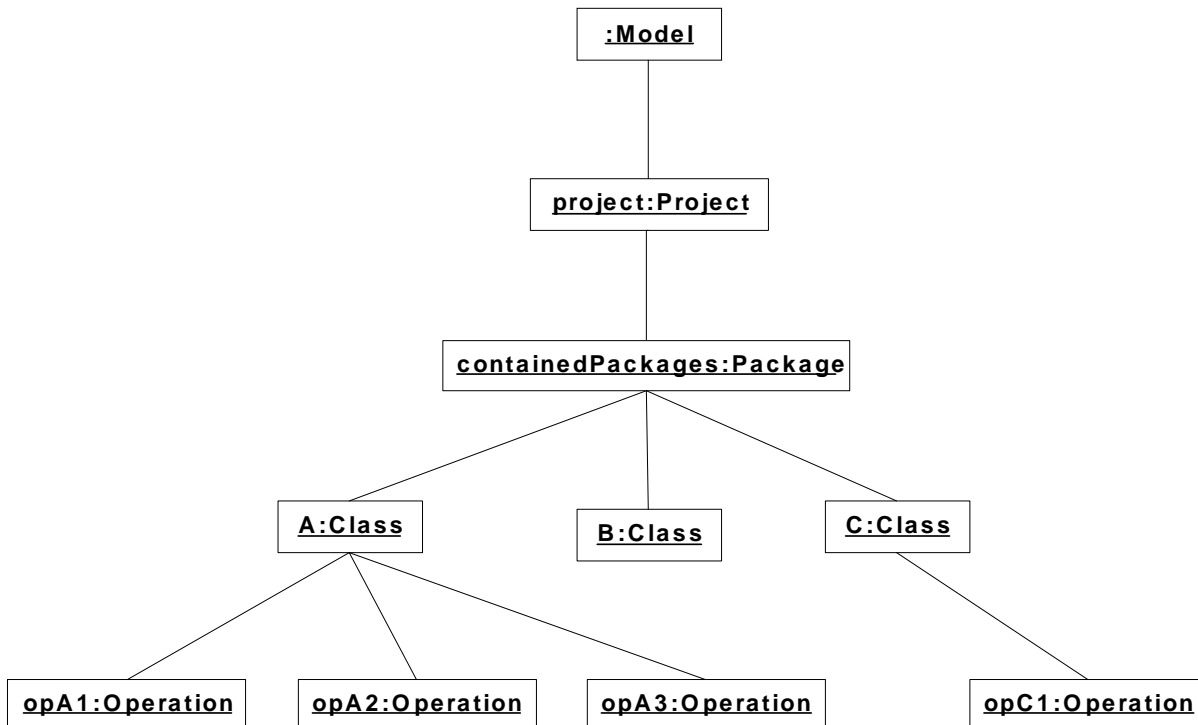 :Model
project:Project
containedPackages:Package
A:Class
B:Class
C:Class
opA1:Operation
opA2:Operation
opA3:Operation
opC1:Operation